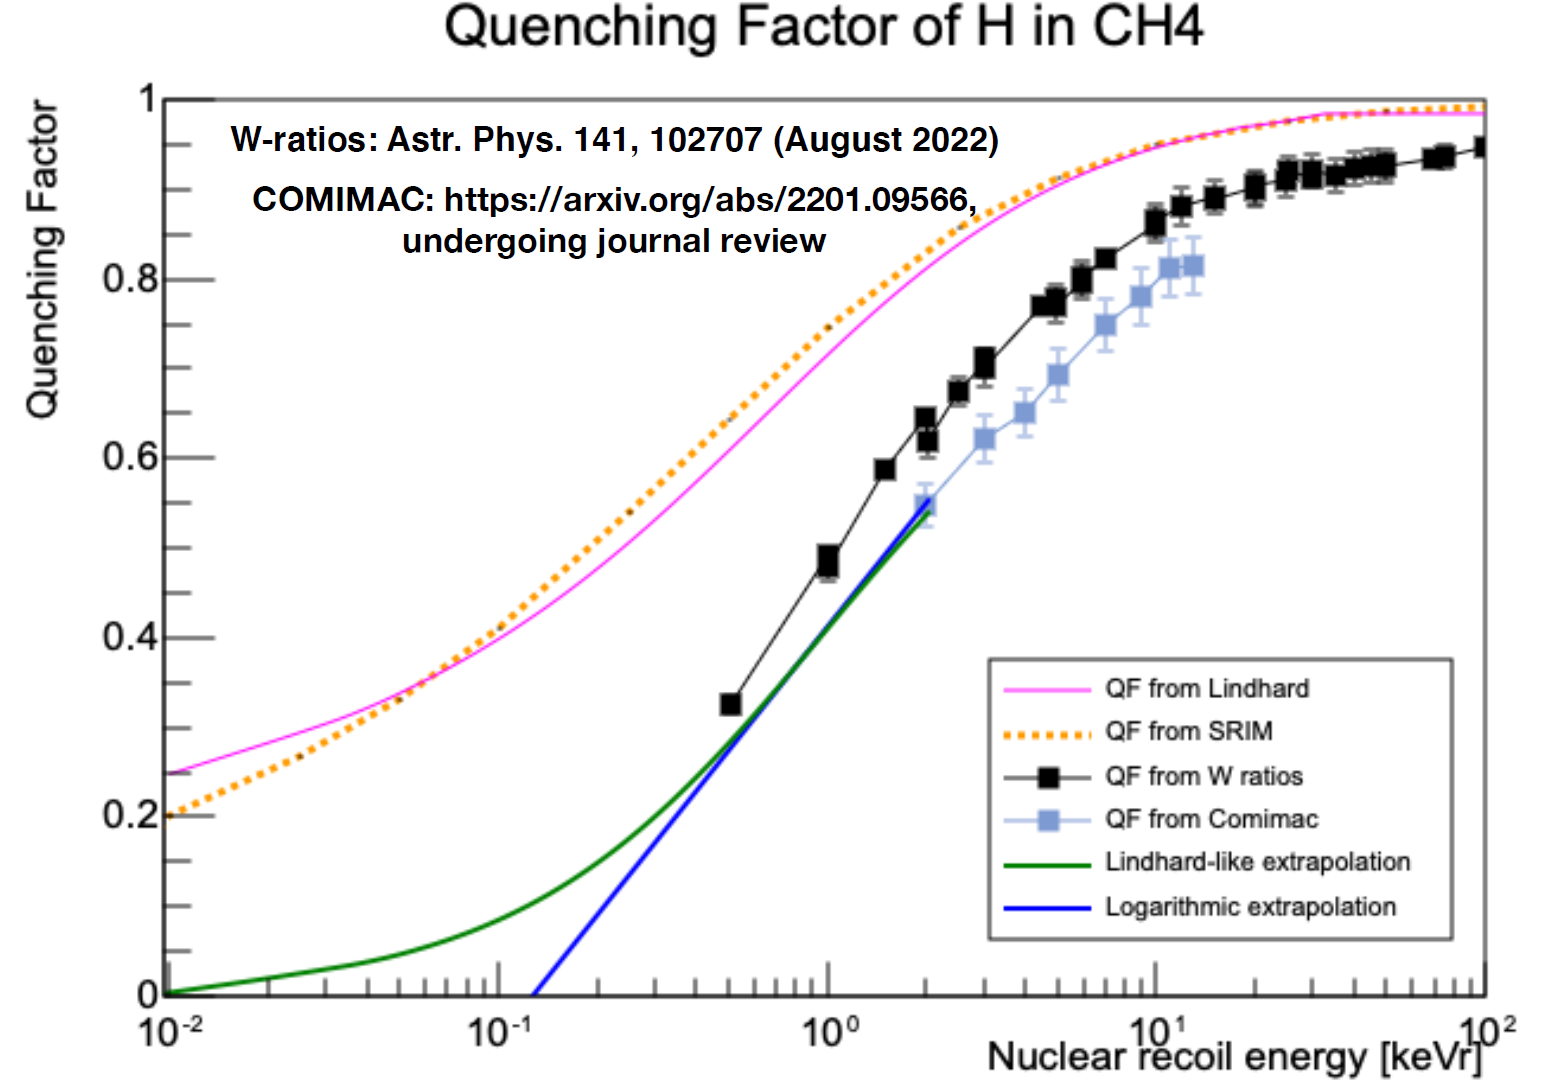 Quenching Factor of H in CH4
Quenching Factor
W-ratios: Astr. Phys. 141, 102707 (August 2022)
COMIMAC: https://arxiv.org/abs/2201.09566,
undergoing journal review
1
0.8
0.6
0.4
0.2
0
QF from Lindhard
QF from SRIM
QF from W ratios
QF from Comimac
Lindhard-like extrapolation
Logarithmic extrapolation
10⁻² 10⁻¹ 10⁰ 10¹ 10²
Nuclear recoil energy [keVr]